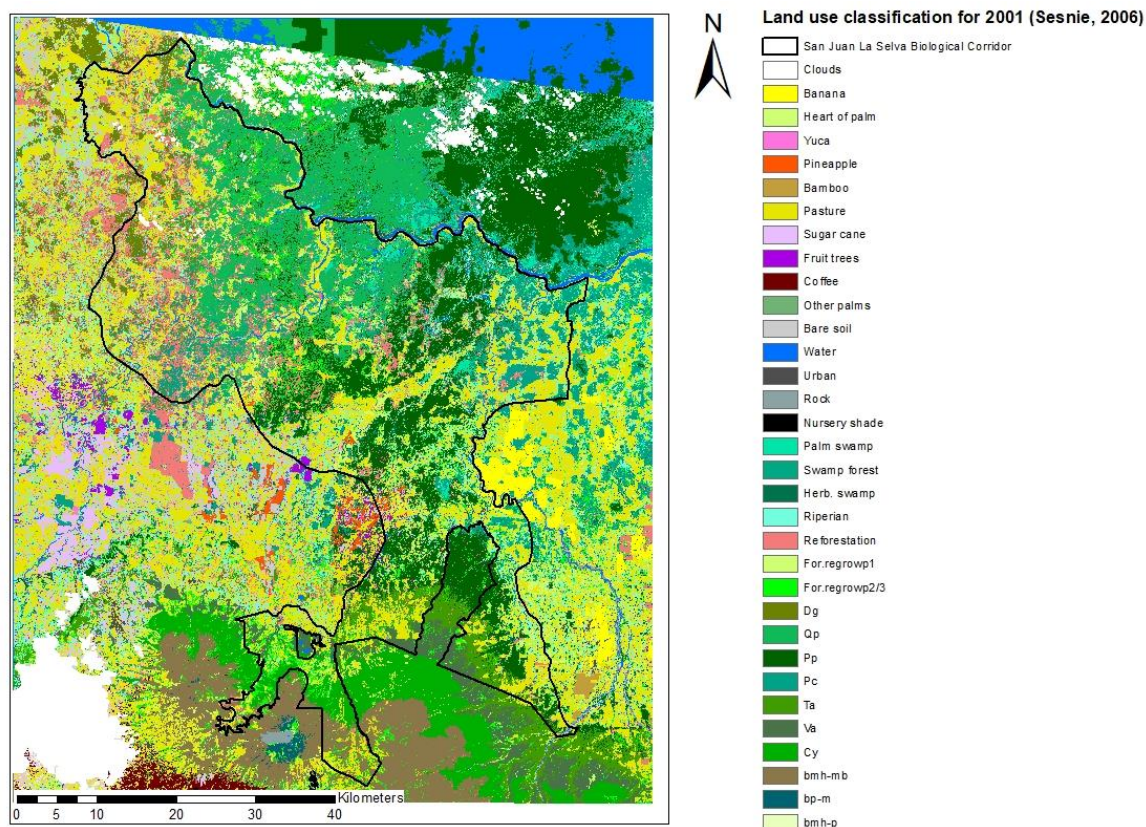 N
Land use classification for 2001 (Sesnie, 2006)
San Juan La Selva Biological Corridor
Clouds
Banana
Heart of palm
Yuca
Pineapple
Bamboo
Pasture
Sugar cane
Fruit trees
Coffee
Other palms
Bare soil
Water
Urban
Rock
Nursery shade
Palm swamp
Swamp forest
Herb. swamp
Riperian
Reforestation
For.regrowp1
For.regrowp2/3
Dg
Qp
Pp
Pc
Ta
Va
Cy
bmh-mb
bp-m
bmh-p
Kilometers
0 5 10 20 30 40